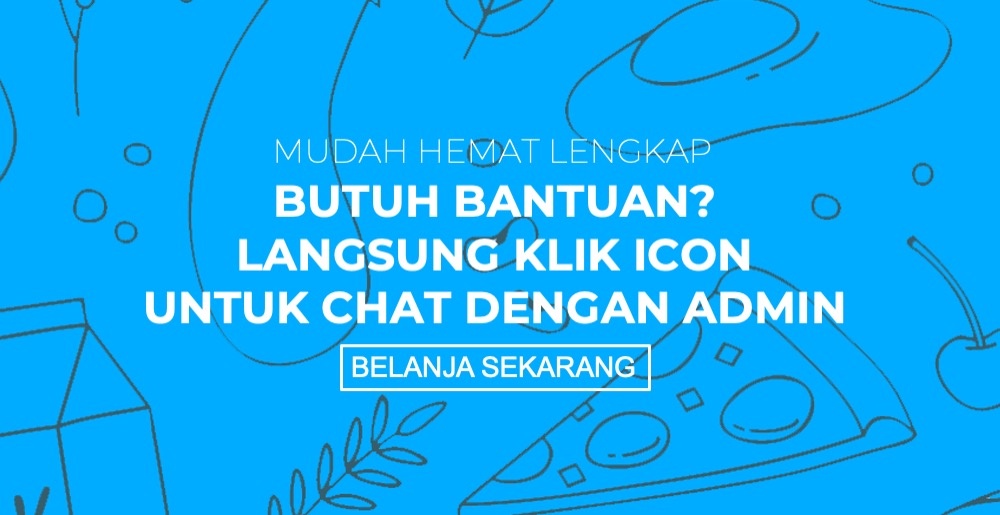 MUDAH HEMAT LENGKAP
BUTUH BANTUAN?
LANGSUNG KLIK ICON
UNTUK CHAT DENGAN ADMIN
BELANJA SEKARANG